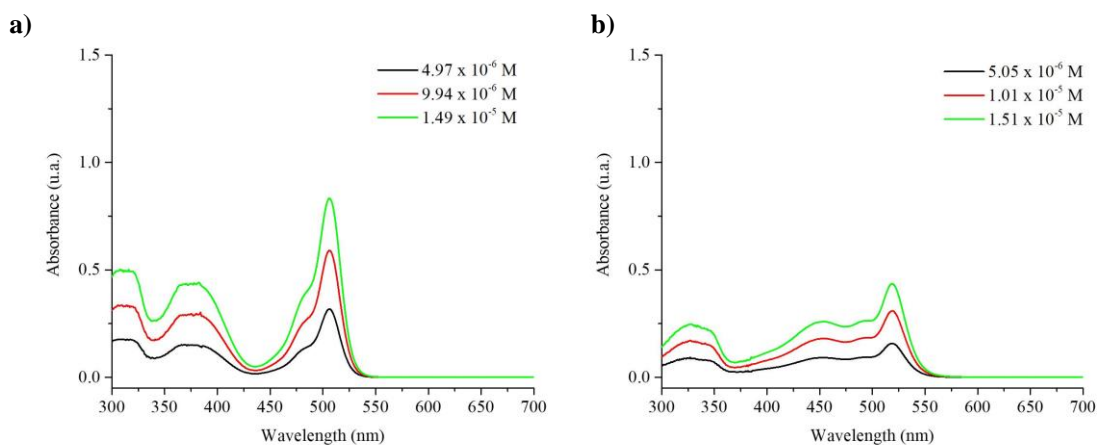 a)
1.5
1.0
0.5
0.0
Absorbance (u.a.)
4.97 x 10⁻⁶ M
9.94 x 10⁻⁶ M
1.49 x 10⁻⁵ M
300 350 400 450 500 550 600 650 700
Wavelength (nm)
b)
1.5
1.0
0.5
0.0
Absorbance (u.a.)
5.05 x 10⁻⁶ M
1.01 x 10⁻⁵ M
1.51 x 10⁻⁵ M
300 350 400 450 500 550 600 650 700
Wavelength (nm)